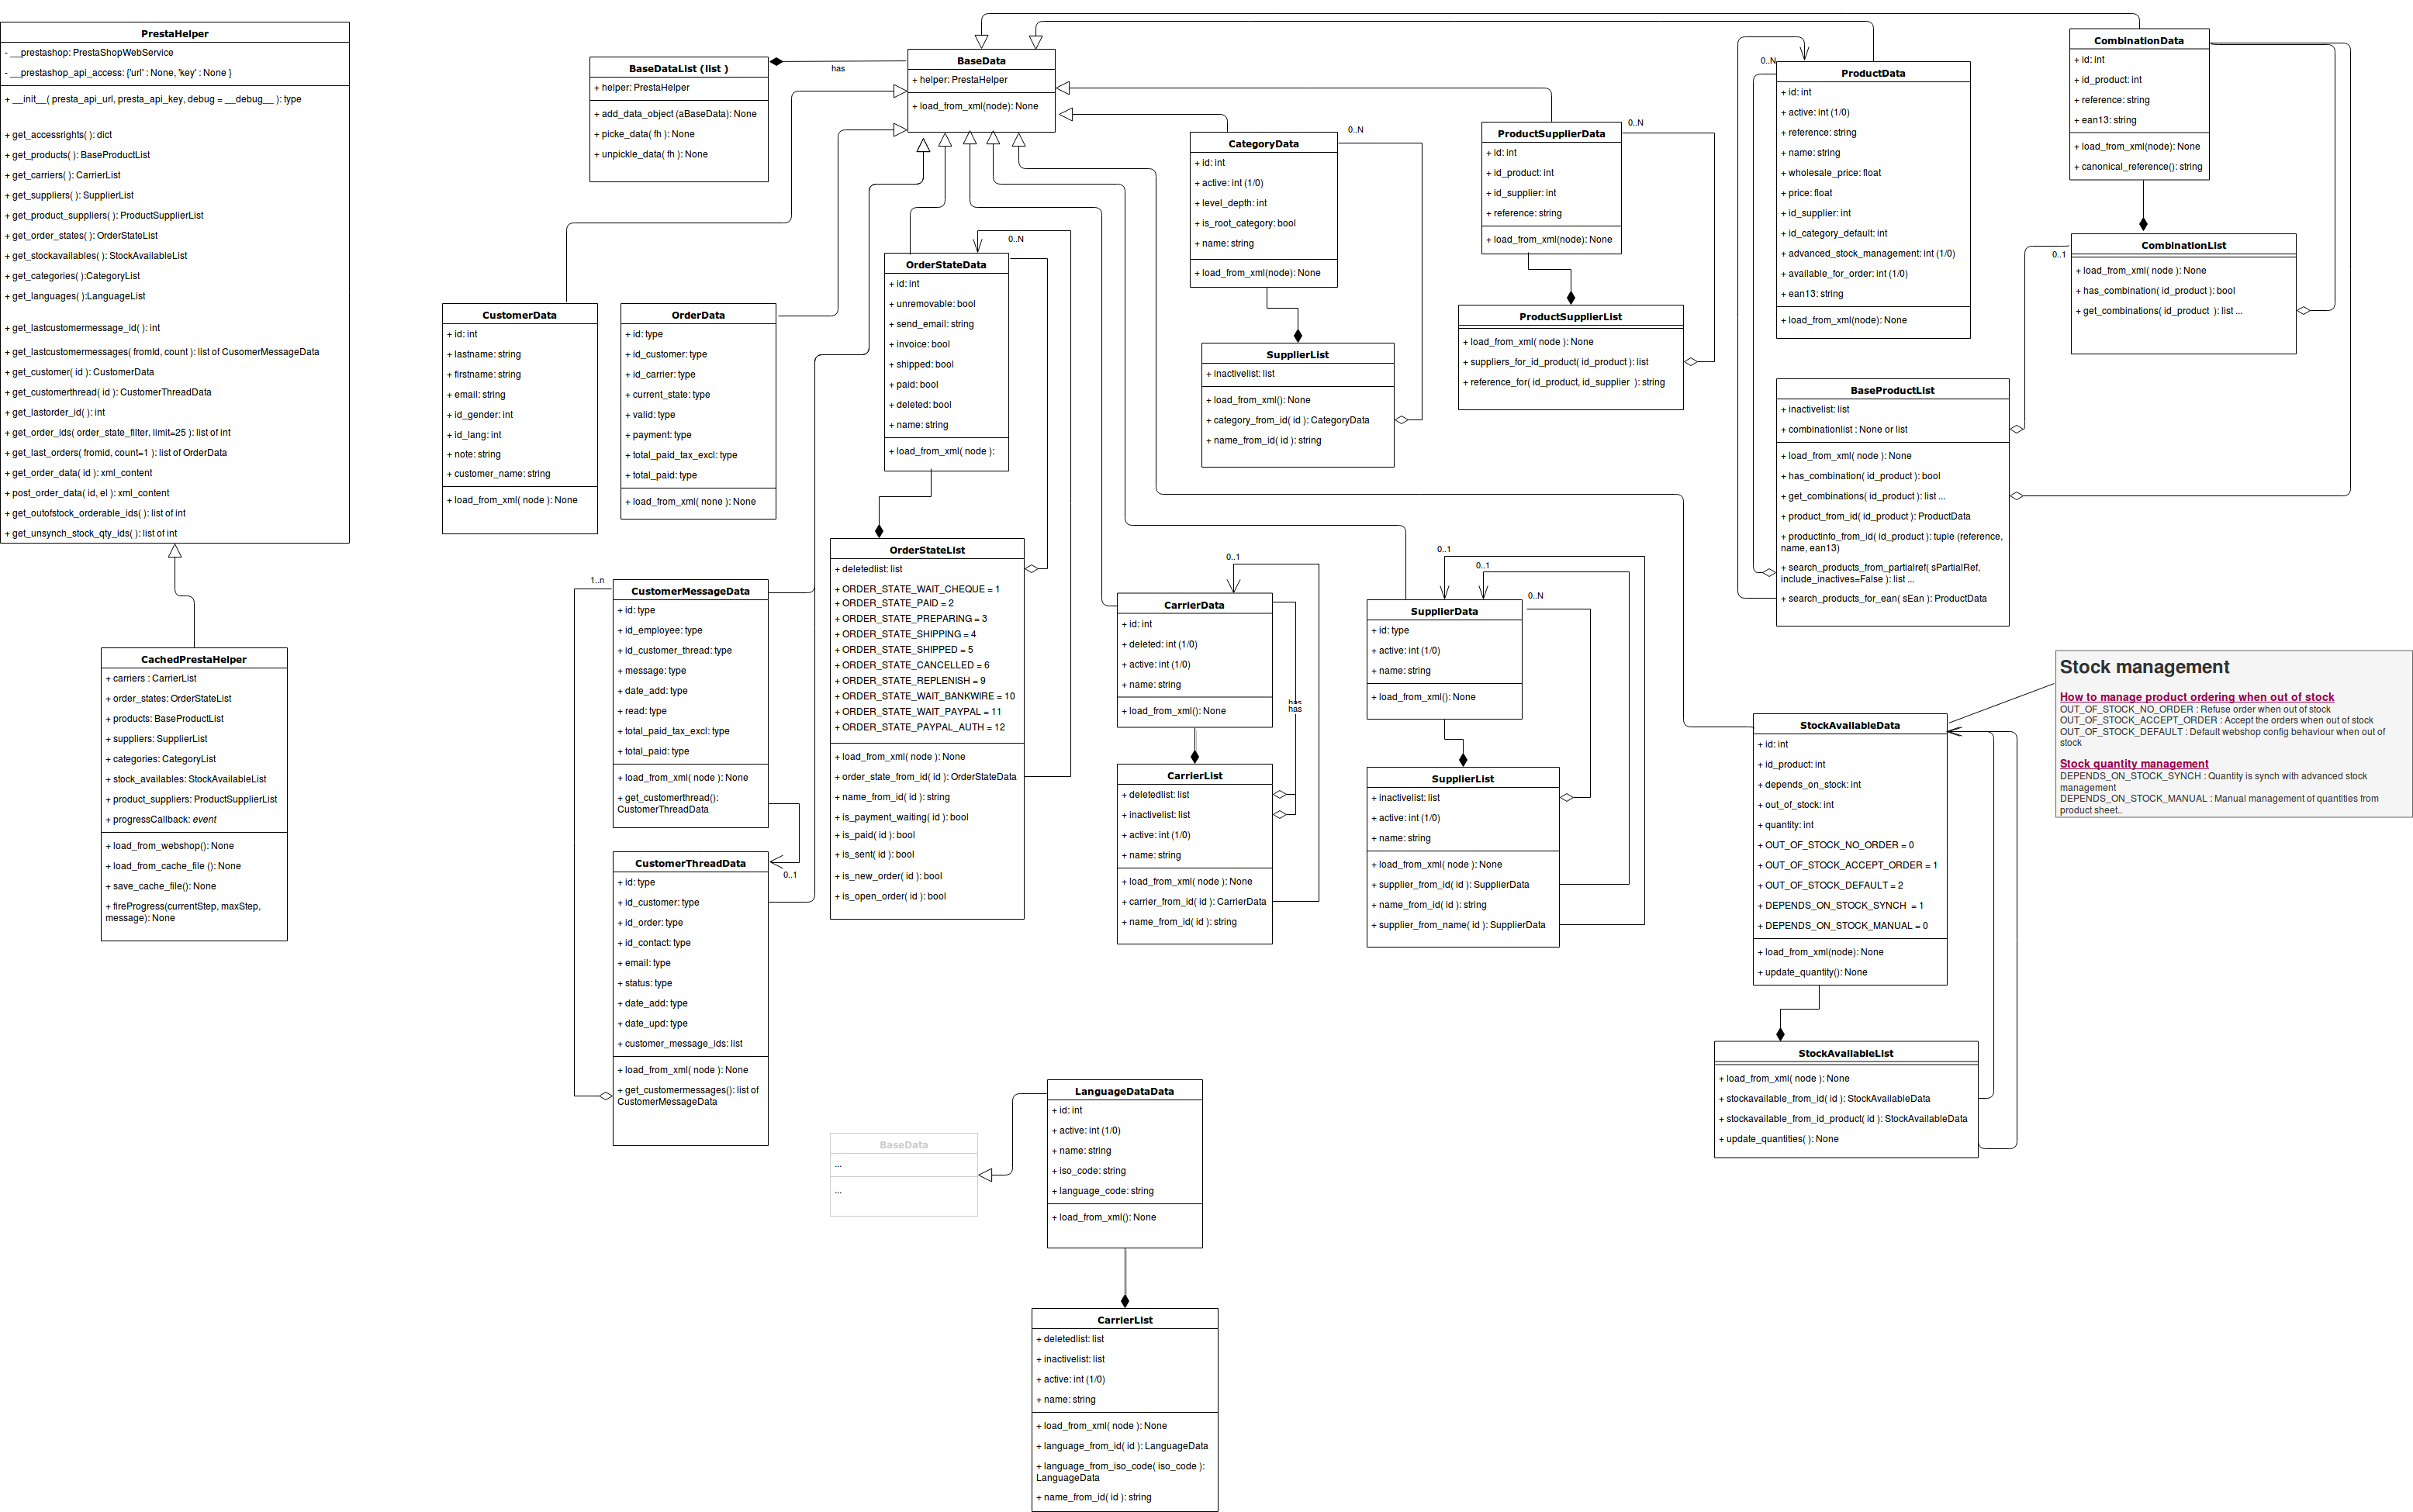 PrestaHelper
- __prestashop: PrestaShopWebService
- __prestashop_api_access: {'url' : None, 'key' : None }
+ __init__( presta_api_url, presta_api_key, debug = __debug__ ): type
+ get_accessrights( ): dict
+ get_products( ): BaseProductList
+ get_carriers( ): CarrierList
+ get_suppliers( ): SupplierList
+ get_product_suppliers( ): ProductSupplierList
+ get_order_states( ): OrderStateList
+ get_stockavailables( ): StockAvailableList
+ get_categories( ):CategoryList
+ get_languages( ):LanguageList
+ get_lastcustomermessage_id( ): int
+ get_lastcustomermessages( fromId, count ): list of CusomerMessageData
+ get_customer( id ): CustomerData
+ get_customerthread( id ): CustomerThreadData
+ get_lastorder_id( ): int
+ get_order_ids( order_state_filter, limit=25 ): list of int
+ get_last_orders( fromid, count=1 ): list of OrderData
+ get_order_data( id ): xml_content
+ post_order_data( id, el ): xml_content
+ get_outofstock_orderable_ids( ): list of int
+ get_unsynch_stock_qty_ids( ): list of int
CachedPrestaHelper
+ carriers : CarrierList
+ order_states: OrderStateList
+ products: BaseProductList
+ suppliers: SupplierList
+ categories: CategoryList
+ stock_availables: StockAvailableList
+ product_suppliers: ProductSupplierList
+ progressCallback: event
+ load_from_webshop(): None
+ load_from_cache_file (): None
+ save_cache_file(): None
+ fireProgress(currentStep, maxStep,
message): None
BaseDataList (list )
+ helper: PrestaHelper
+ add_data_object (aBaseData): None
+ picke_data( fh ): None
+ unpickle_data( fh ): None
has
BaseData
+ helper: PrestaHelper
+ load_from_xml(node): None
CustomerData
+ id: int
+ lastname: string
+ firstname: string
+ email: string
+ id_gender: int
+ id_lang: int
+ note: string
+ customer_name: string
+ load_from_xml( node ): None
OrderData
+ id: type
+ id_customer: type
+ id_carrier: type
+ current_state: type
+ valid: type
+ payment: type
+ total_paid_tax_excl: type
+ total_paid: type
+ load_from_xml( none ): None
0..N
OrderStateData
+ id: int
+ unremovable: bool
+ send_email: string
+ invoice: bool
+ shipped: bool
+ paid: bool
+ deleted: bool
+ name: string
+ load_from_xml( node ):
OrderStateList
+ deletedlist: list
+ ORDER_STATE_WAIT_CHEQUE = 1
+ ORDER_STATE_PAID = 2
+ ORDER_STATE_PREPARING = 3
+ ORDER_STATE_SHIPPING = 4
+ ORDER_STATE_SHIPPED = 5
+ ORDER_STATE_CANCELLED = 6
+ ORDER_STATE_REPLENISH = 9
+ ORDER_STATE_WAIT_BANKWIRE = 10
+ ORDER_STATE_WAIT_PAYPAL = 11
+ ORDER_STATE_PAYPAL_AUTH = 12
+ load_from_xml( node ): None
+ order_state_from_id( id ): OrderStateData
+ name_from_id( id ): string
+ is_payment_waiting( id ): bool
+ is_paid( id ): bool
+ is_sent( id ): bool
+ is_new_order( id ): bool
+ is_open_order( id ): bool
1..n
CustomerMessageData
+ id: type
+ id_employee: type
+ id_customer_thread: type
+ message: type
+ date_add: type
+ read: type
+ total_paid_tax_excl: type
+ total_paid: type
+ load_from_xml( node ): None
+ get_customerthread():
CustomerThreadData
0..1
CustomerThreadData
+ id: type
+ id_customer: type
+ id_order: type
+ id_contact: type
+ email: type
+ status: type
+ date_add: type
+ date_upd: type
+ customer_message_ids: list
+ load_from_xml( node ): None
+ get_customermessages(): list of
CustomerMessageData
0..N
CategoryData
+ id: int
+ active: int (1/0)
+ level_depth: int
+ is_root_category: bool
+ name: string
+ load_from_xml(node): None
SupplierList
+ inactivelist: list
+ load_from_xml(): None
+ category_from_id( id ): CategoryData
+ name_from_id( id ): string
0..N
ProductSupplierData
+ id: int
+ id_product: int
+ id_supplier: int
+ reference: string
+ load_from_xml(node): None
ProductSupplierList
+ load_from_xml( node ): None
+ suppliers_for_id_product( id_product ): list
+ reference_for( id_product, id_supplier  ): string
0..N
ProductData
+ id: int
+ active: int (1/0)
+ reference: string
+ name: string
+ wholesale_price: float
+ price: float
+ id_supplier: int
+ id_category_default: int
+ advanced_stock_management: int (1/0)
+ available_for_order: int (1/0)
+ ean13: string
+ load_from_xml(node): None
CombinationData
+ id: int
+ id_product: int
+ reference: string
+ ean13: string
+ load_from_xml(node): None
+ canonical_reference(): string
0..1
CombinationList
+ load_from_xml( node ): None
+ has_combination( id_product ): bool
+ get_combinations( id_product  ): list ...
BaseProductList
+ inactivelist: list
+ combinationlist : None or list
+ load_from_xml( node ): None
+ has_combination( id_product ): bool
+ get_combinations( id_product ): list ...
+ product_from_id( id_product ): ProductData
+ productinfo_from_id( id_product ): tuple (reference,
name, ean13)
+ search_products_from_partialref( sPartialRef,
include_inactives=False ): list ...
+ search_products_for_ean( sEan ): ProductData
0..1
CarrierData
+ id: int
+ deleted: int (1/0)
+ active: int (1/0)
+ name: string
+ load_from_xml(): None
has
has
CarrierList
+ deletedlist: list
+ inactivelist: list
+ active: int (1/0)
+ name: string
+ load_from_xml( node ): None
+ carrier_from_id( id ): CarrierData
+ name_from_id( id ): string
0..1
0..1
0..N
SupplierData
+ id: type
+ active: int (1/0)
+ name: string
+ load_from_xml(): None
SupplierList
+ inactivelist: list
+ active: int (1/0)
+ name: string
+ load_from_xml( node ): None
+ supplier_from_id( id ): SupplierData
+ name_from_id( id ): string
+ supplier_from_name( id ): SupplierData
Stock management
How to manage product ordering when out of stock
OUT_OF_STOCK_NO_ORDER : Refuse order when out of stock
OUT_OF_STOCK_ACCEPT_ORDER : Accept the orders when out of stock
OUT_OF_STOCK_DEFAULT : Default webshop config behaviour when out of
stock
Stock quantity management
DEPENDS_ON_STOCK_SYNCH : Quantity is synch with advanced stock
management
DEPENDS_ON_STOCK_MANUAL : Manual management of quantities from
product sheet..
StockAvailableData
+ id: int
+ id_product: int
+ depends_on_stock: int
+ out_of_stock: int
+ quantity: int
+ OUT_OF_STOCK_NO_ORDER = 0
+ OUT_OF_STOCK_ACCEPT_ORDER = 1
+ OUT_OF_STOCK_DEFAULT = 2
+ DEPENDS_ON_STOCK_SYNCH  = 1
+ DEPENDS_ON_STOCK_MANUAL = 0
+ load_from_xml(node): None
+ update_quantity(): None
StockAvailableList
+ load_from_xml( node ): None
+ stockavailable_from_id( id ): StockAvailableData
+ stockavailable_from_id_product( id ): StockAvailableData
+ update_quantities( ): None
BaseData
...
...
LanguageDataData
+ id: int
+ active: int (1/0)
+ name: string
+ iso_code: string
+ language_code: string
+ load_from_xml(): None
CarrierList
+ deletedlist: list
+ inactivelist: list
+ active: int (1/0)
+ name: string
+ load_from_xml( node ): None
+ language_from_id( id ): LanguageData
+ language_from_iso_code( iso_code ):
LanguageData
+ name_from_id( id ): string